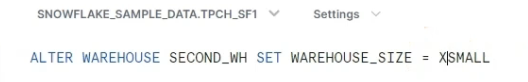 SNOWFLAKE_SAMPLE_DATA.TPCH_SF1 Settings
ALTER WAREHOUSE SECOND_WH SET WAREHOUSE_SIZE = XSMALL